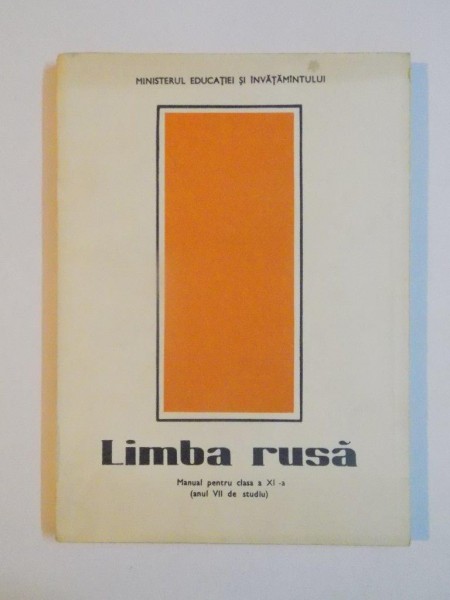 MINISTERUL EDUCAȚIEI ȘI ÎNVĂȚĂMÎNTULUI
Limba rusă
Manual pentru clasa a XI -a
(anul VII de studiu)